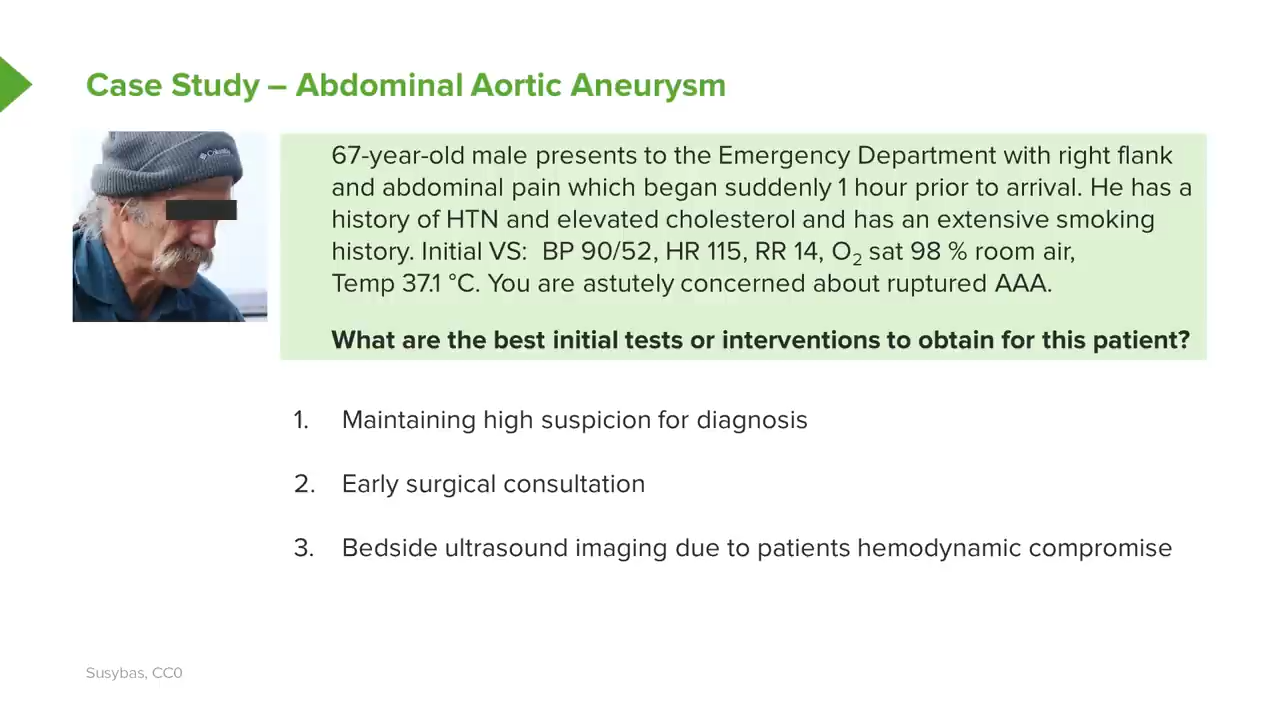 Case Study – Abdominal Aortic Aneurysm
Columbia
67-year-old male presents to the Emergency Department with right flank
and abdominal pain which began suddenly 1 hour prior to arrival. He has a
history of HTN and elevated cholesterol and has an extensive smoking
history. Initial VS:  BP 90/52, HR 115, RR 14, O₂ sat 98 % room air,
Temp 37.1 °C. You are astutely concerned about ruptured AAA.
What are the best initial tests or interventions to obtain for this patient?
1. Maintaining high suspicion for diagnosis
2. Early surgical consultation
3. Bedside ultrasound imaging due to patients hemodynamic compromise
Susybas, CC0